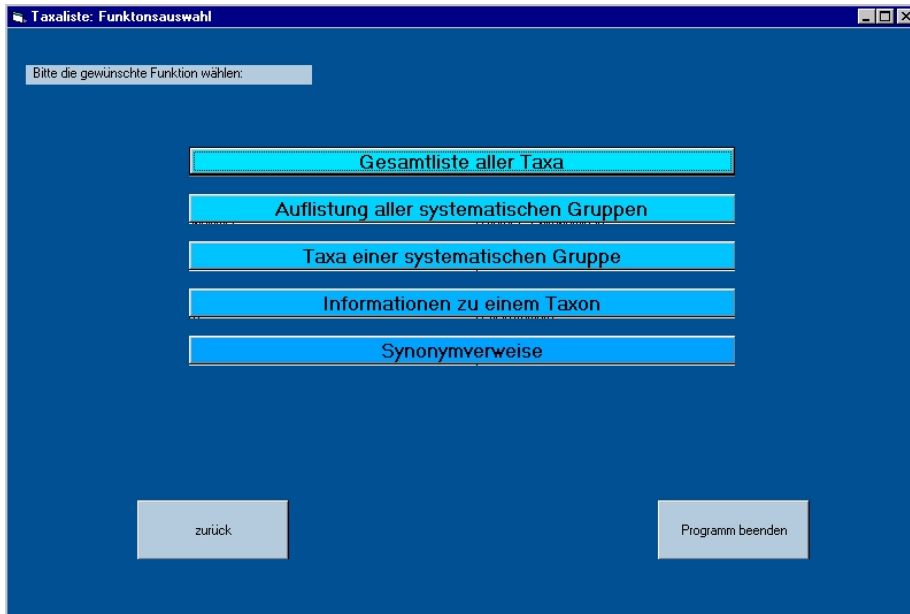 Taxaliste: Funktonsauswahl
Bitte die gewünschte Funktion wählen:
Gesamtliste aller Taxa
Auflistung aller systematischen Gruppen
Taxa einer systematischen Gruppe
Informationen zu einem Taxon
Synonymverweise
zurück
Programm beenden